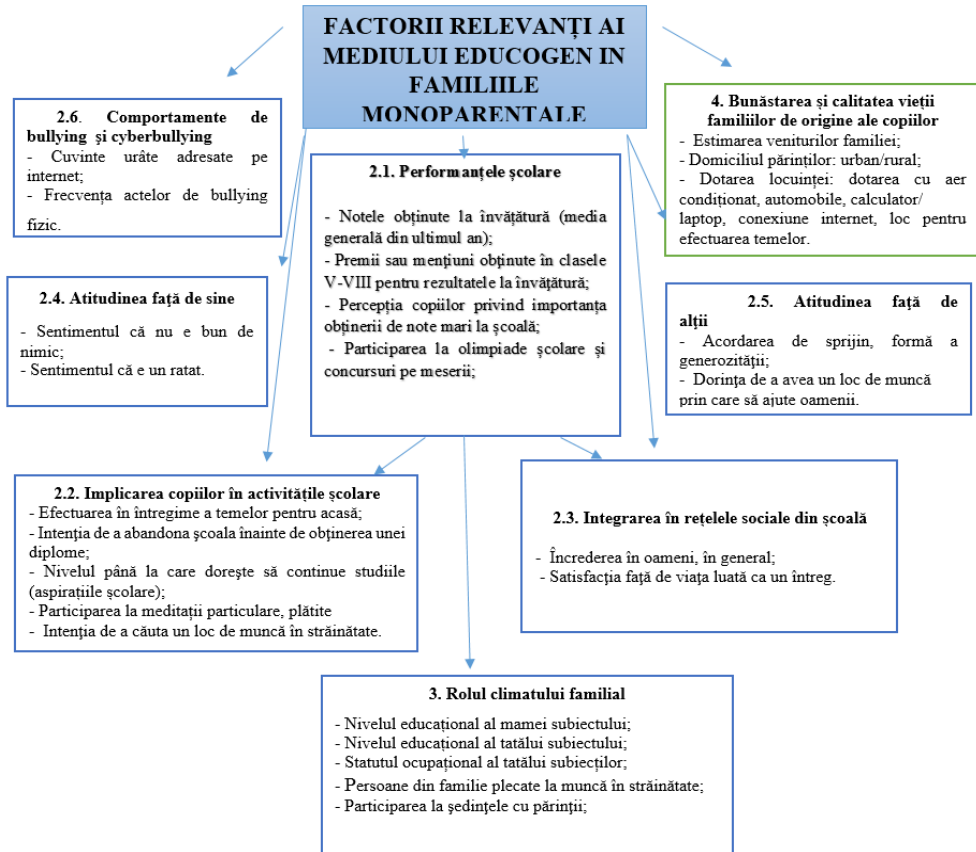 FACTORII RELEVANȚI AI
MEDIULUI EDUCOGEN IN
FAMILIILE
MONOPARENTALE
2.6. Comportamente de
bullying și cyberbullying
- Cuvinte urâte adresate pe
internet;
- Frecvența actelor de bullying
fizic.
4. Bunăstarea și calitatea vieții
familiilor de origine ale copiilor
- Estimarea veniturilor familiei;
- Domiciliul părinților: urban/rural;
- Dotarea locuinței: dotarea cu aer
condiționat, automobile, calculator/
laptop, conexiune internet, loc pentru
efectuarea temelor.
2.1. Performanțele școlare
- Notele obținute la învățătură (media
generală din ultimul an);
- Premii sau mențiuni obținute în clasele
V-VIII pentru rezultatele la învățătură;
- Percepția copiilor privind importanța
obținerii de note mari la școală;
- Participarea la olimpiade școlare și
concursuri pe meserii;
2.4. Atitudinea față de sine
- Sentimentul că nu e bun de
nimic;
- Sentimentul că e un ratat.
2.5. Atitudinea față de
alții
- Acordarea de sprijin, formă a
generozității;
- Dorința de a avea un loc de muncă
prin care să ajute oamenii.
2.2. Implicarea copiilor în activitățile școlare
- Efectuarea în întregime a temelor pentru acasă;
- Intenția de a abandona școala înainte de obținerea unei
diplome;
- Nivelul până la care dorește să continue studiile
(aspirațiile școlare);
- Participarea la meditații particulare, plătite
- Intenția de a căuta un loc de muncă în străinătate.
2.3. Integrarea în rețelele sociale din școală
- Încrederea în oameni, în general;
- Satisfacția față de viața luată ca un întreg.
3. Rolul climatului familial
- Nivelul educațional al mamei subiectului;
- Nivelul educațional al tatălui subiectului;
- Statutul ocupațional al tatălui subiecților;
- Persoane din familie plecate la muncă în străinătate;
- Participarea la ședințele cu părinții;